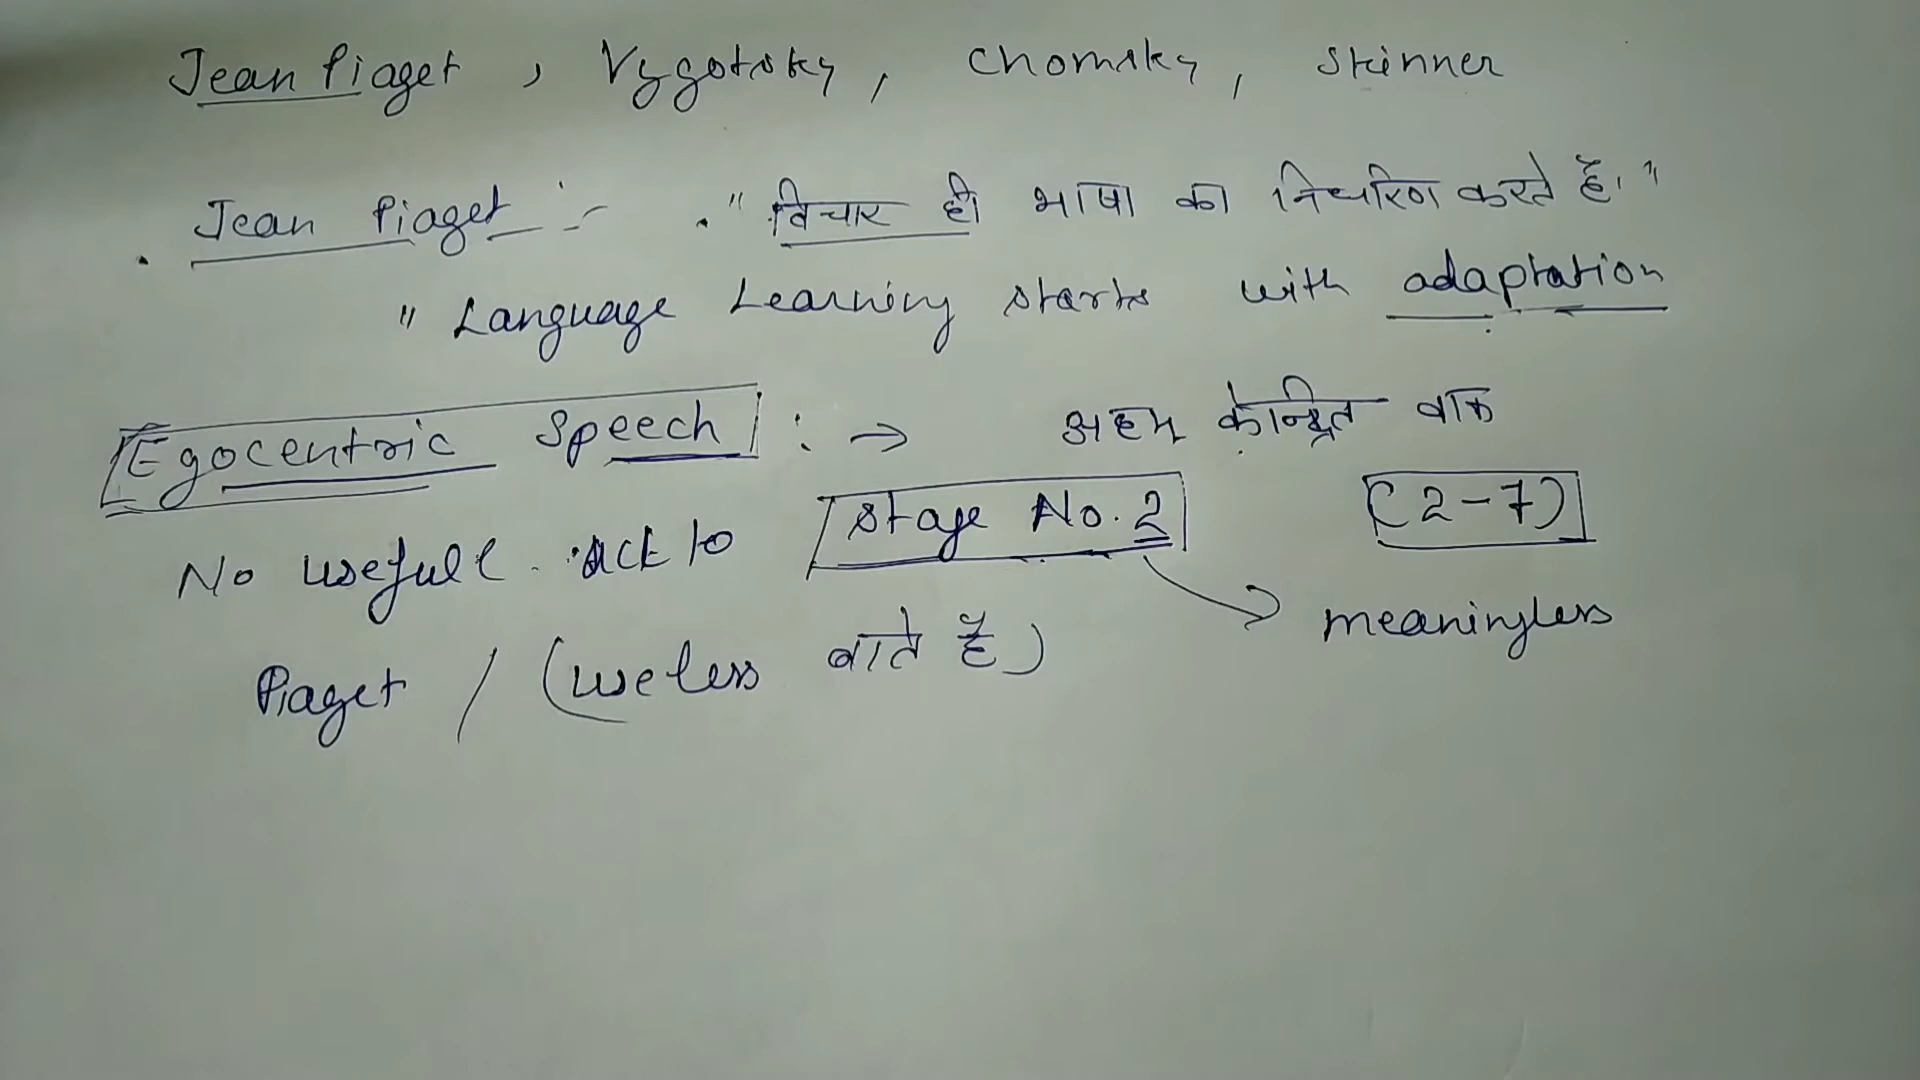 Jean Piaget, Vygotsky, Chomsky, Skinner
. Jean Piaget :- . " विचार ही भाषा का निर्धारण करते हैं। "
" Language Learning starts with adaptation
Egocentric Speech : → अहम केन्द्रित वाक
No usefull. Ack to Stage No. 2 (2-7)
meaningless
Piaget / (useless बाते हैं)